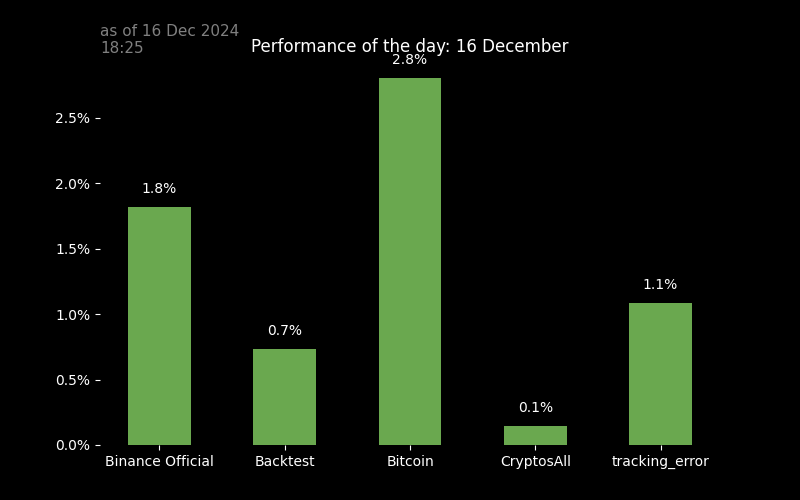 as of 16 Dec 2024
18:25
Performance of the day: 16 December
2.8%
2.5%
2.0%
1.8%
1.5%
1.0%
1.1%
0.7%
0.5%
0.1%
0.0%
Binance Official
Backtest
Bitcoin
CryptosAll
tracking_error